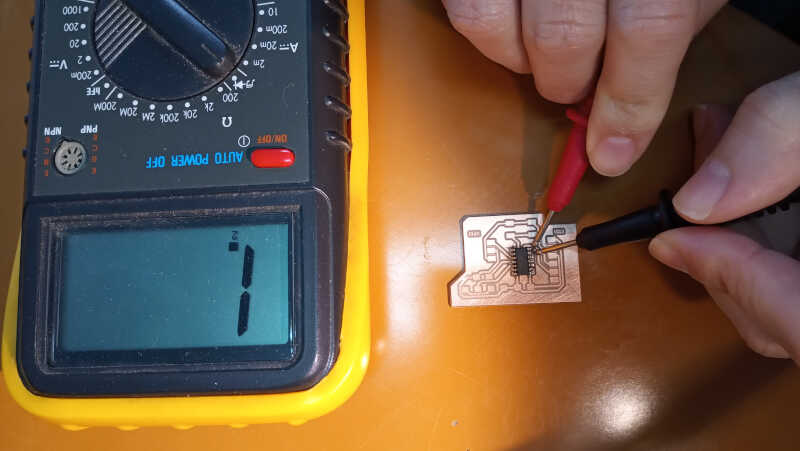 1000
200
20
2
200m
V
hFE
10
200m
A
20m
2m
200
2k
20k
200k
2M
20M
200M
Ω
NPN
PNP
E
C
B
E
E
C
B
E
ON/OFF
AUTO POWER OFF
1